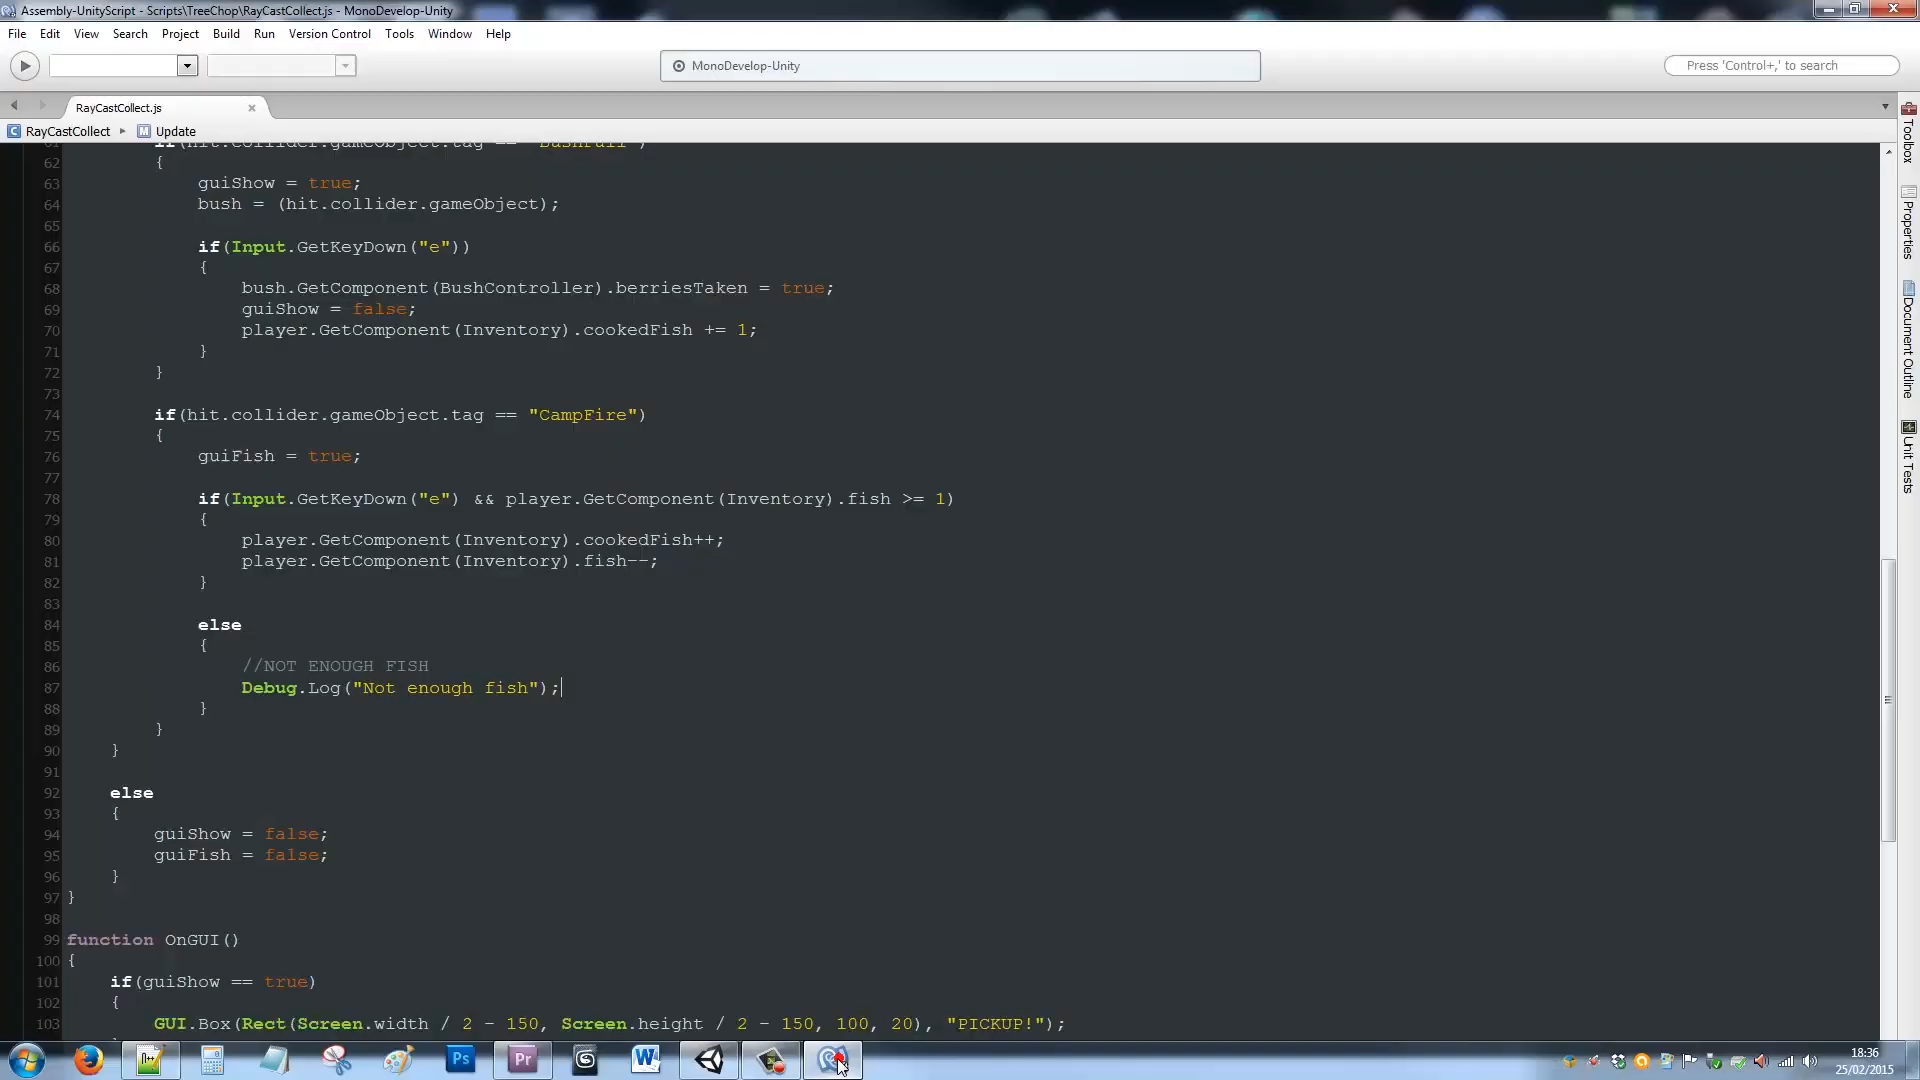 Assembly-UnityScript - Scripts\TreeChop\RayCastCollect.js - MonoDevelop-Unity
File Edit View Search Project Build Run Version Control Tools Window Help
MonoDevelop-Unity
Press 'Control+,' to search
RayCastCollect.js
RayCastCollect Update
Toolbox
Properties
Document Outline
Unit Tests
61 if(hit.collider.gameObject.tag == "BushFull")
62 {
63 guiShow = true;
64 bush = (hit.collider.gameObject);
65
66 if(Input.GetKeyDown("e"))
67 {
68 bush.GetComponent(BushController).berriesTaken = true;
69 guiShow = false;
70 player.GetComponent(Inventory).cookedFish += 1;
71 }
72 }
73
74 if(hit.collider.gameObject.tag == "CampFire")
75 {
76 guiFish = true;
77
78 if(Input.GetKeyDown("e") && player.GetComponent(Inventory).fish >= 1)
79 {
80 player.GetComponent(Inventory).cookedFish++;
81 player.GetComponent(Inventory).fish--;
82 }
83
84 else
85 {
86 //NOT ENOUGH FISH
87 Debug.Log("Not enough fish");
88 }
89 }
90 }
91
92 else
93 {
94 guiShow = false;
95 guiFish = false;
96 }
97 }
98
99 function OnGUI()
100 {
101 if(guiShow == true)
102 {
103 GUI.Box(Rect(Screen.width / 2 - 150, Screen.height / 2 - 150, 100, 20), "PICKUP!");
n++
Ps
Pr
W
18:36
25/02/2015